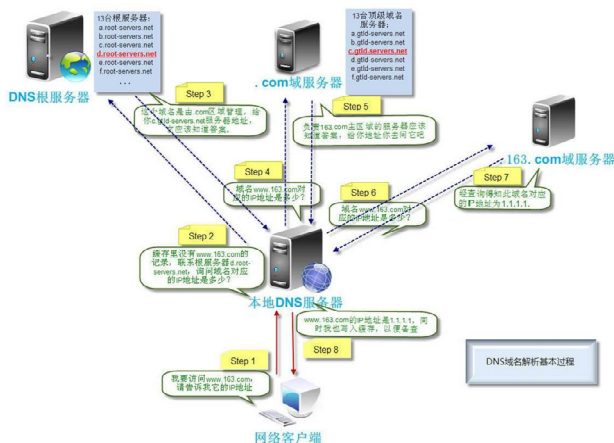 13台根服务器：
a.root-servers.net
b.root-servers.net
c.root-servers.net
d.root-servers.net
e.root-servers.net
f.root-servers.net
...
DNS根服务器
13台顶级域名
服务器：
a.gtld-servers.net
b.gtld-servers.net
c.gtld-servers.net
d.gtld-servers.net
e.gtld-servers.net
f.gtld-servers.net
.com域服务器
Step 3
这个域名是由.com区域管理，给
你c.gtld-servers.net服务器地址，
它应该知道答案。
Step 5
负责163.com主区域的服务器应该
知道答案，给你地址你去问它吧
163.com域服务器
Step 4
域名www.163.com对
应的IP地址是多少？
Step 6
域名www.163.com对
应的IP地址是多少？
Step 7
经查询得知此域名对应
的IP地址为1.1.1.1.
Step 2
缓存里没有www.163.com的
记录，联系根服务器d.root-
servers.net，询问域名对应
的IP地址是多少？
本地DNS服务器
www.163.com的IP地址是1.1.1.1，同
时我也写入缓存，以便备查
Step 8
Step 1
我要访问www.163.com，
请告诉我它的IP地址
网络客户端
DNS域名解析基本过程